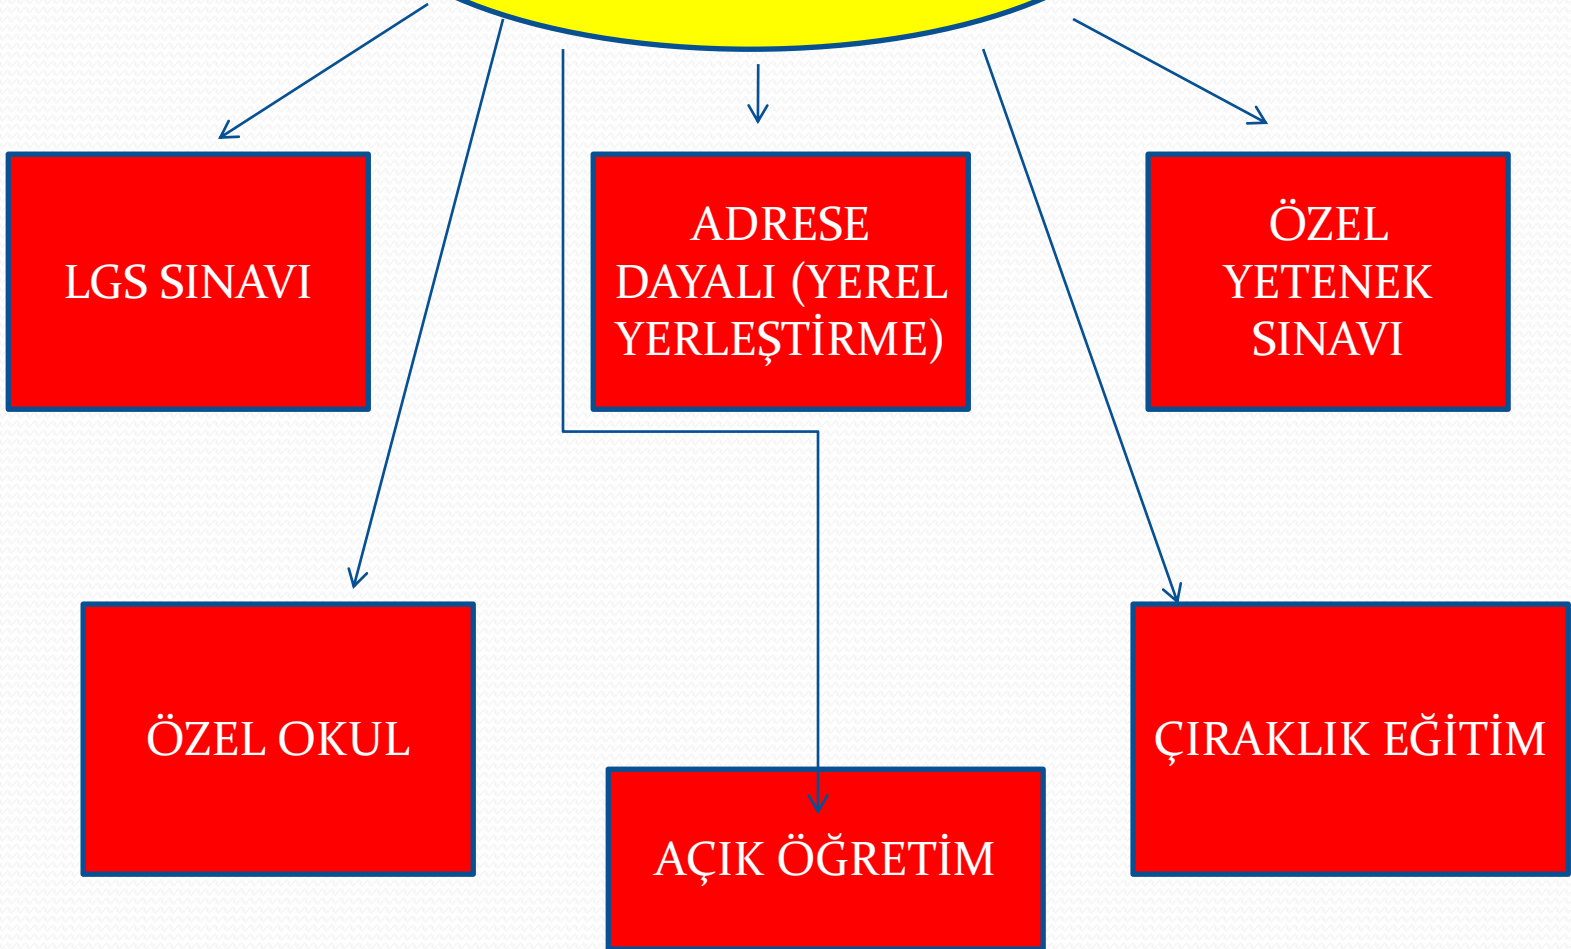 LGS SINAVI
ADRESE
DAYALI (YEREL
YERLEŞTİRME)
ÖZEL
YETENEK
SINAVI
ÖZEL OKUL
AÇIK ÖĞRETİM
ÇIRAKLIK EĞİTİM